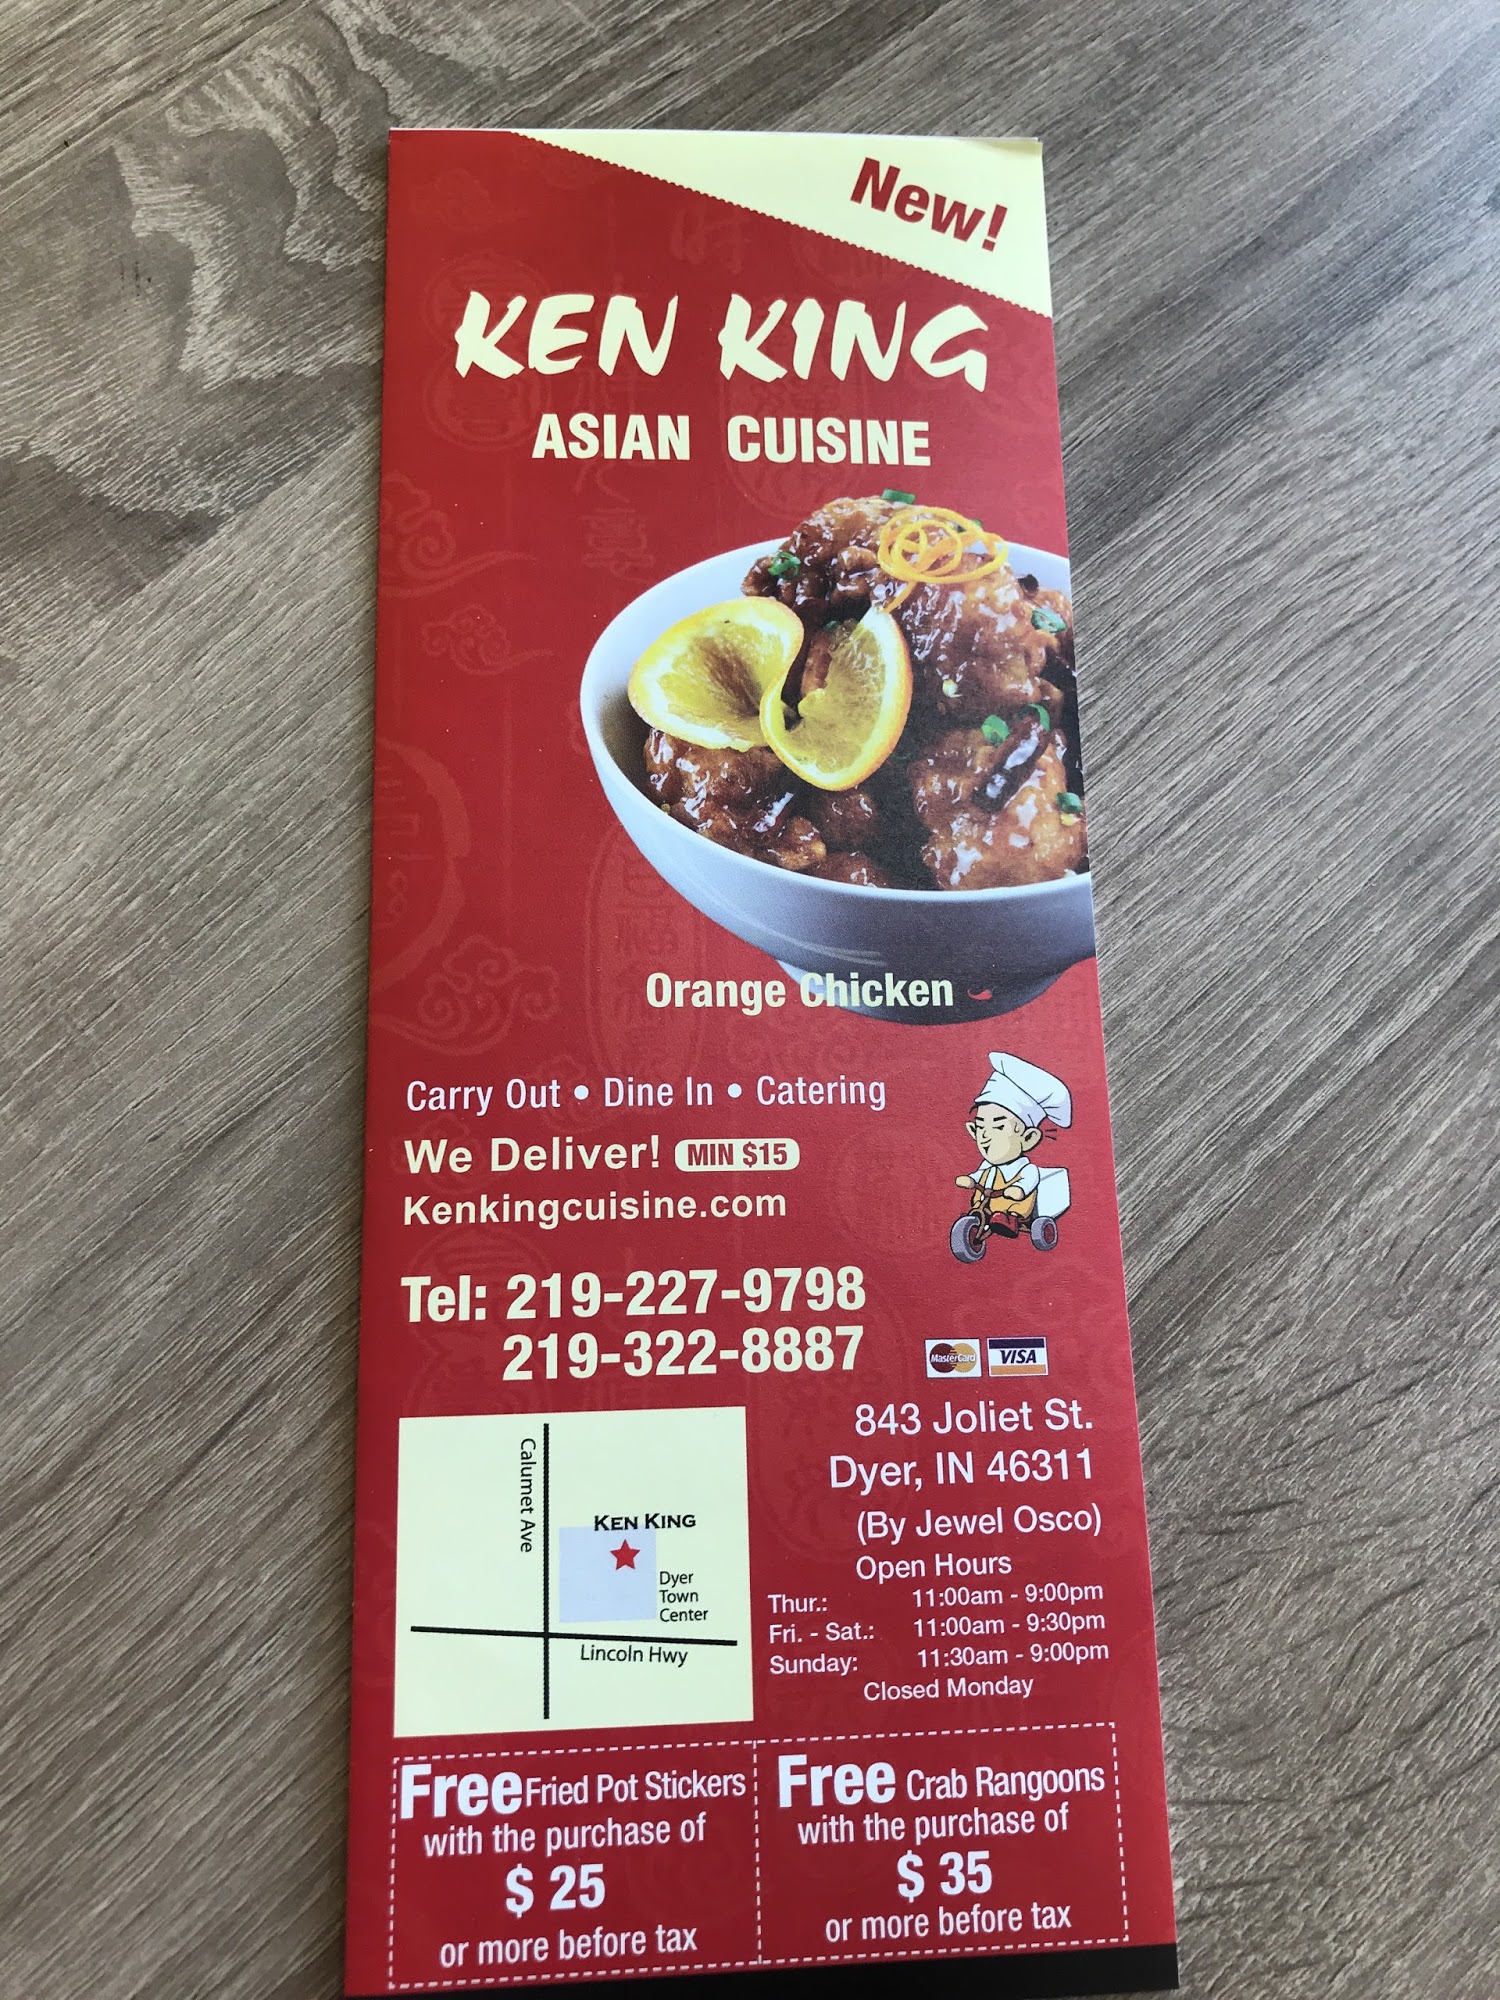 New!
KEN KING
ASIAN CUISINE
Orange Chicken
Carry Out • Dine In • Catering
We Deliver! MIN $15
Kenkingcuisine.com
Tel: 219-227-9798
219-322-8887
MasterCard VISA
843 Joliet St.
Dyer, IN 46311
(By Jewel Osco)
Open Hours
Thur.: 11:00am - 9:00pm
Fri. - Sat.: 11:00am - 9:30pm
Sunday: 11:30am - 9:00pm
Closed Monday
Calumet Ave
KEN KING
Dyer
Town
Center
Lincoln Hwy
Free Fried Pot Stickers
with the purchase of
$ 25
or more before tax
Free Crab Rangoons
with the purchase of
$ 35
or more before tax